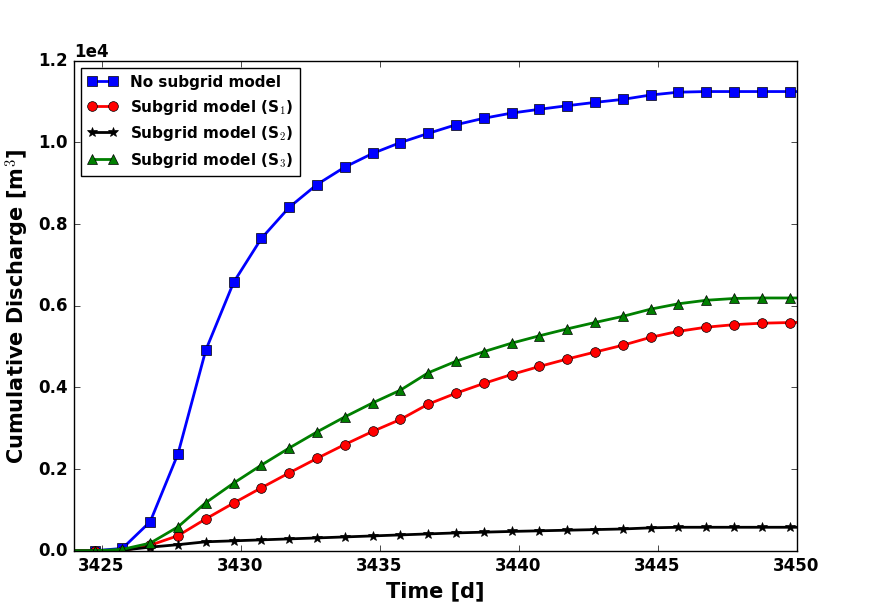 1e4
1.2
1.0
0.8
0.6
0.4
0.2
0.0
Cumulative Discharge [m³]
No subgrid model
Subgrid model (S₁)
Subgrid model (S₂)
Subgrid model (S₃)
3425 3430 3435 3440 3445 3450
Time [d]